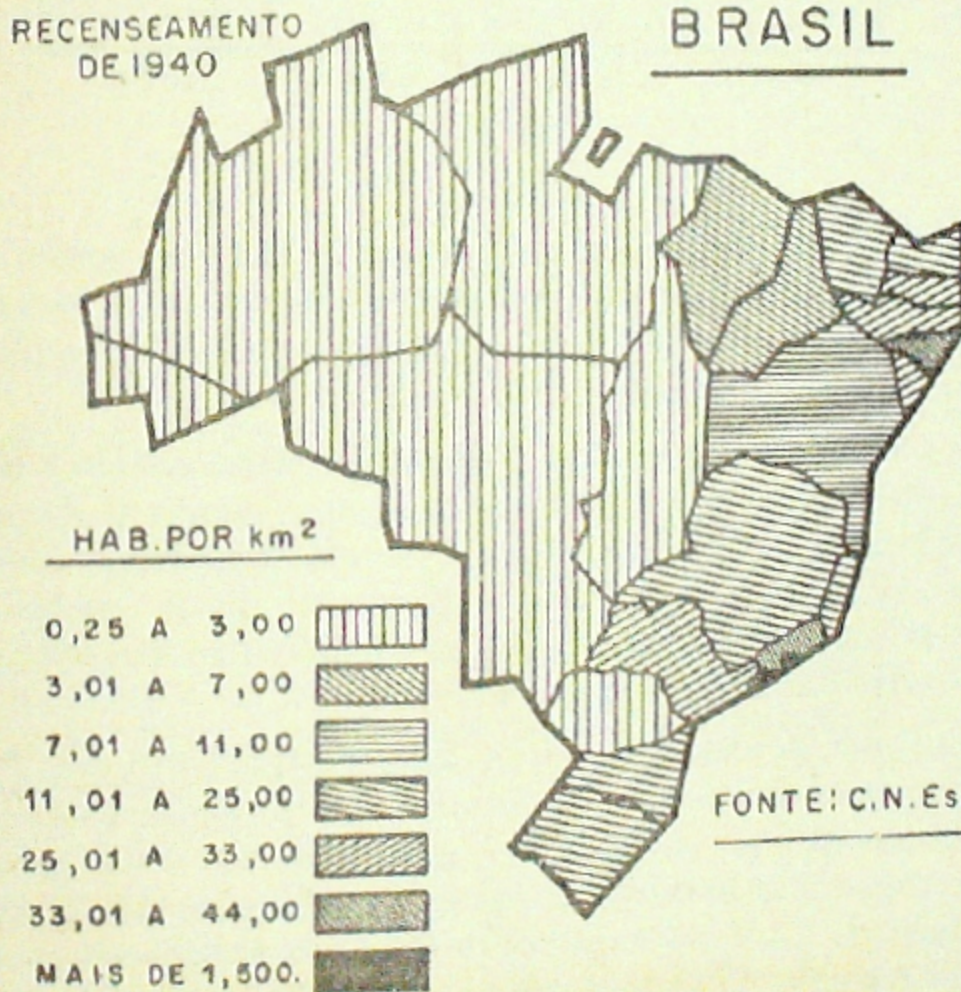 RECENSEAMENTO
DE 1940
BRASIL
HAB. POR km²
0,25 A 3,00
3,01 A 7,00
7,01 A 11,00
11,01 A 25,00
25,01 A 33,00
33,01 A 44,00
MAIS DE 1,500.
FONTE: C.N.Es